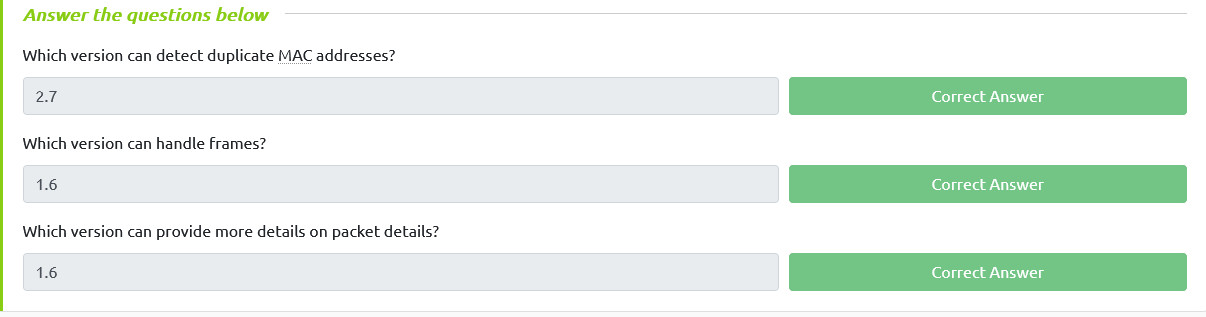 Answer the questions below
Which version can detect duplicate MAC addresses?
2.7
Correct Answer
Which version can handle frames?
1.6
Correct Answer
Which version can provide more details on packet details?
1.6
Correct Answer